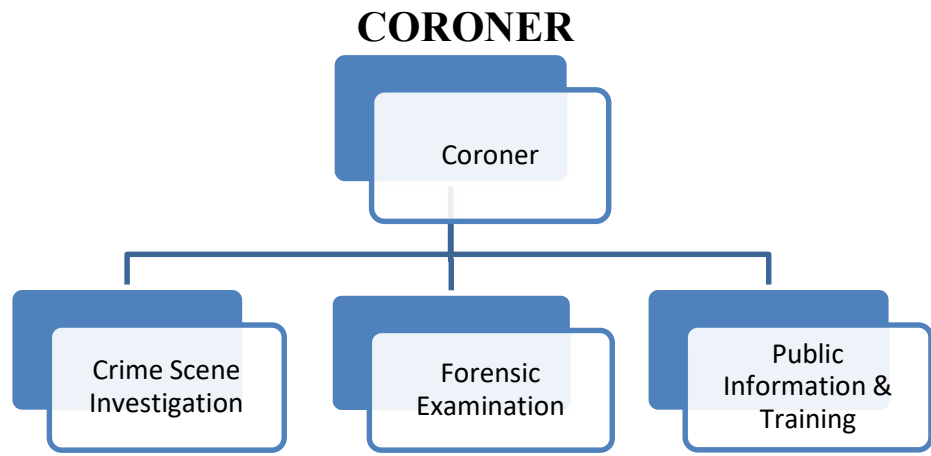 CORONER
Coroner
Crime Scene
Investigation
Forensic
Examination
Public
Information &
Training